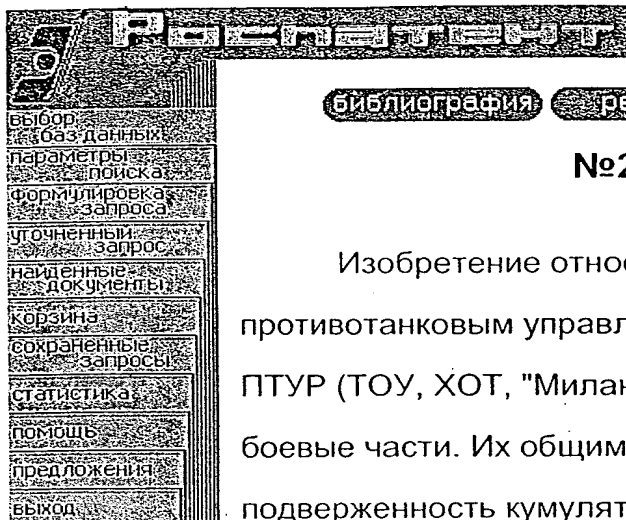 Роспатент
библиография ре
№2
выбор
баз данных
параметры
поиска
формулировка
запроса
уточненный
запрос
найденные
документы
корзина
сохраненные
запросы
статистика
помощь
предложения
выход
Изобретение относ
противотанковым управл
ПТУР (ТОУ, ХОТ, "Милан
боевые части. Их общим
подверженность кумулят